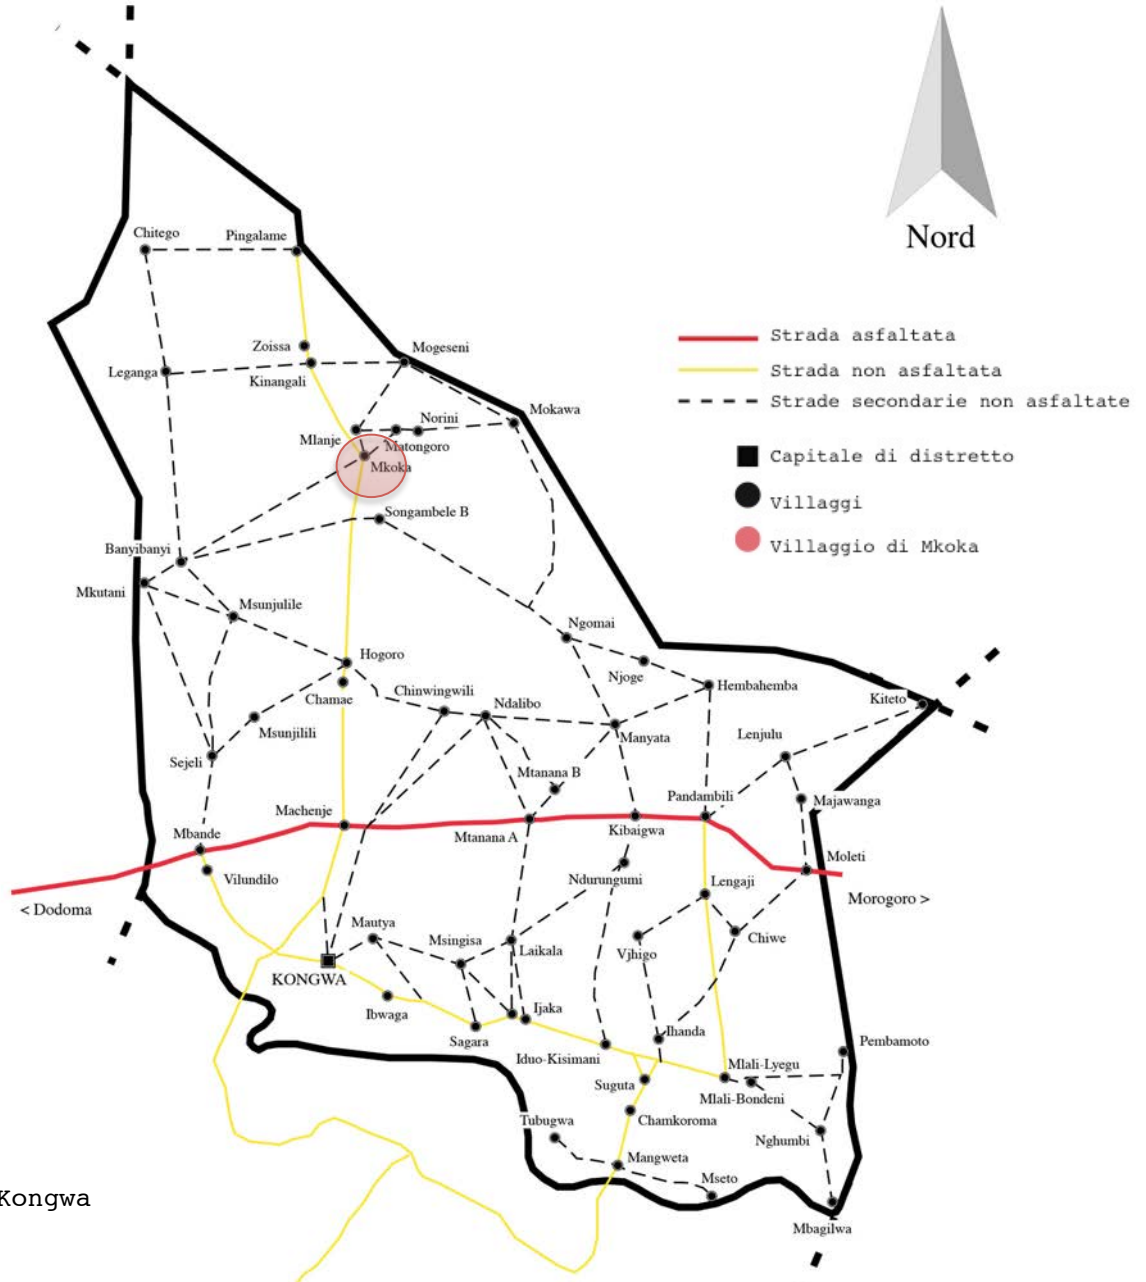 Nord
Chitego
Pingalame
Zoissa
Mogeseni
Leganga
Kinangali
Mokawa
Norini
Mlanje
Matongoro
Mkoka
Songambele B
Banyibanyi
Mkutani
Msunjulile
Ngomai
Hogoro
Njoge
Chamae
Chinwingwili
Ndalibo
Hembahemba
Kiteto
Msunjilili
Manyata
Lenjulu
Sejeli
Mtanana B
Pandambili
Majawanga
Machenje
Mbande
Mtanana A
Kibaigwa
Moleti
Vilundilo
Ndurungumi
Lengaji
< Dodoma
Morogoro >
Mautya
Msingisa
Laikala
Vjhigo
Chiwe
KONGWA
Ibwaga
Ijaka
Sagara
Ihanda
Iduo-Kisimani
Pembamoto
Mlali-Lyegu
Suguta
Mlali-Bondeni
Tubugwa
Chamkoroma
Nghumbi
Mangweta
Mseto
Mbagilwa
Strada asfaltata
Strada non asfaltata
Strade secondarie non asfaltate
Capitale di distretto
Villaggi
Villaggio di Mkoka
Kongwa